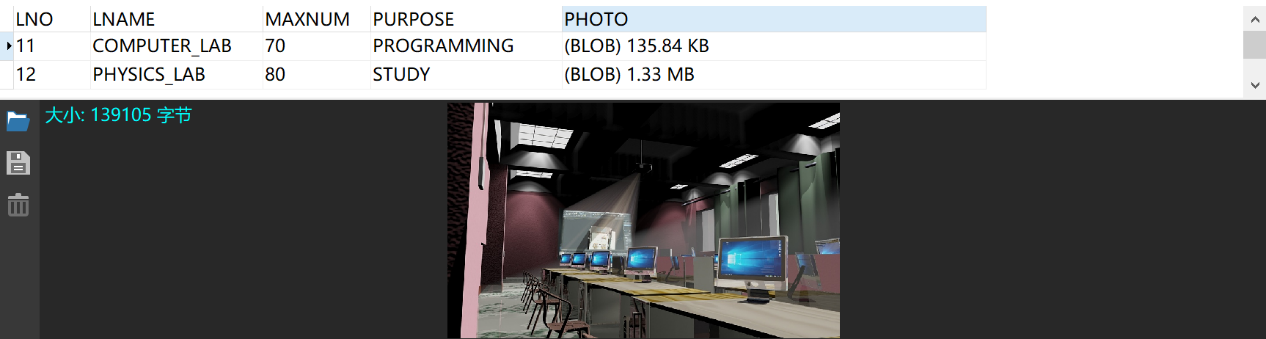 LNO LNAME MAXNUM PURPOSE PHOTO
11 COMPUTER_LAB 70 PROGRAMMING (BLOB) 135.84 KB
12 PHYSICS_LAB 80 STUDY (BLOB) 1.33 MB
大小: 139105 字节